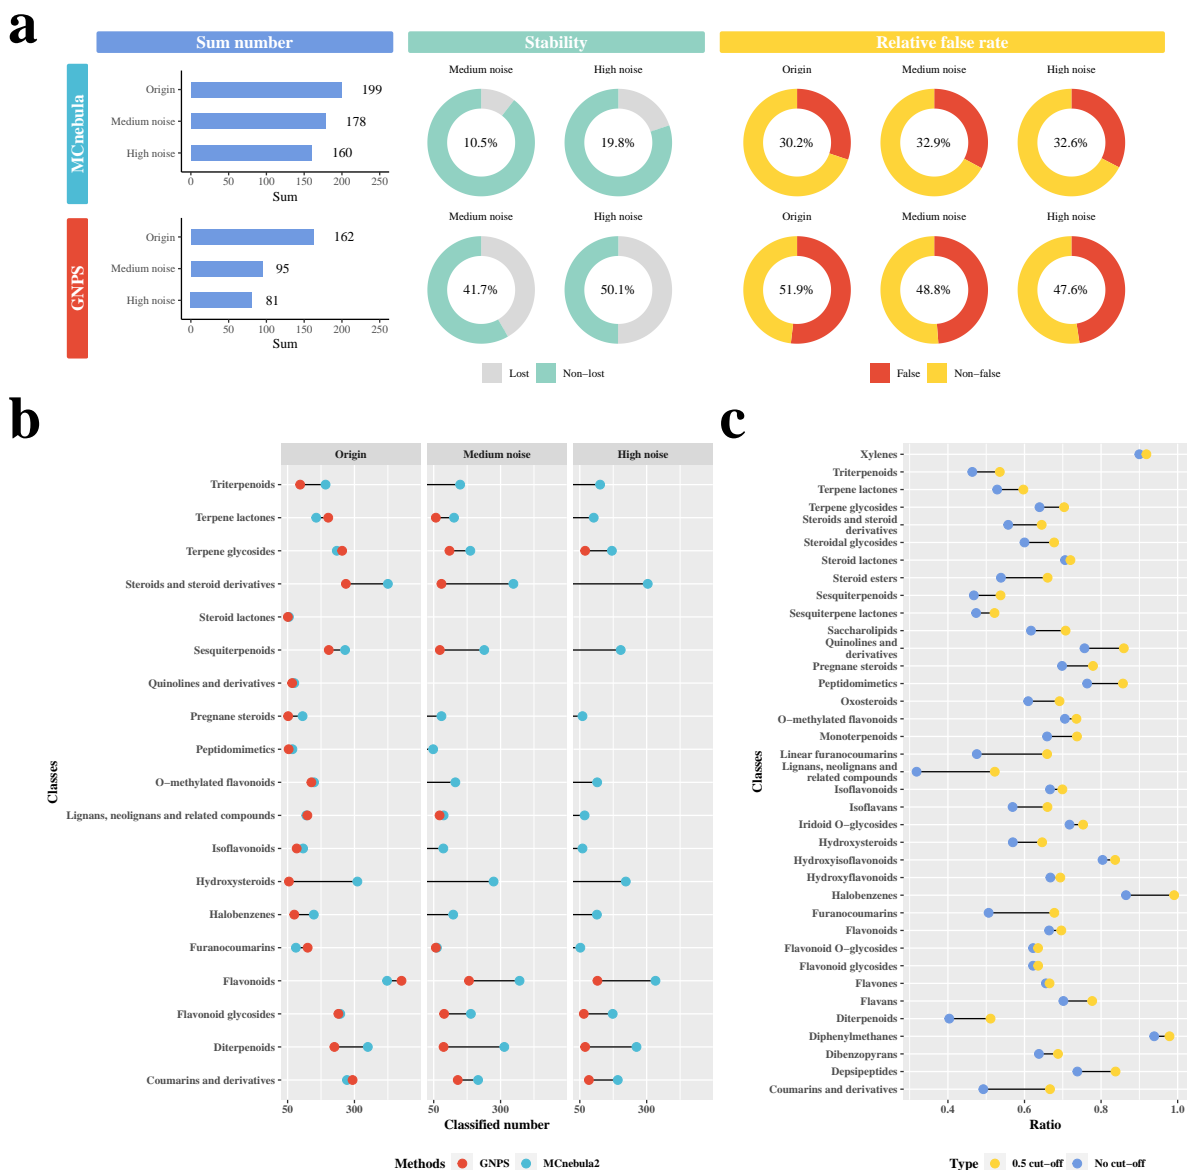 a
Sum number
Stability
Relative false rate
MCnebula
Origin
199
Medium noise
178
High noise
160
0 50 100 150 200 250
Sum
Medium noise
High noise
10.5%
19.8%
Origin
Medium noise
High noise
30.2%
32.9%
32.6%
GNPS
Origin
162
Medium noise
95
High noise
81
0 50 100 150 200 250
Sum
Medium noise
High noise
41.7%
50.1%
Origin
Medium noise
High noise
51.9%
48.8%
47.6%
Lost Non−lost
False Non−false
b
Origin
Medium noise
High noise
Classes
Triterpenoids
Terpene lactones
Terpene glycosides
Steroids and steroid derivatives
Steroid lactones
Sesquiterpenoids
Quinolines and derivatives
Pregnane steroids
Peptidomimetics
O−methylated flavonoids
Lignans, neolignans and related compounds
Isoflavonoids
Hydroxysteroids
Halobenzenes
Furanocoumarins
Flavonoids
Flavonoid glycosides
Diterpenoids
Coumarins and derivatives
50 300 50 300 50 300
Classified number
Methods GNPS MCnebula2
c
Classes
Xylenes
Triterpenoids
Terpene lactones
Terpene glycosides
Steroids and steroid
derivatives
Steroidal glycosides
Steroid lactones
Steroid esters
Sesquiterpenoids
Sesquiterpene lactones
Saccharolipids
Quinolines and
derivatives
Pregnane steroids
Peptidomimetics
Oxosteroids
O−methylated flavonoids
Monoterpenoids
Linear furanocoumarins
Lignans, neolignans and
related compounds
Isoflavonoids
Isoflavans
Iridoid O−glycosides
Hydroxysteroids
Hydroxyisoflavonoids
Hydroxyflavonoids
Halobenzenes
Furanocoumarins
Flavonoids
Flavonoid O−glycosides
Flavonoid glycosides
Flavones
Flavans
Diterpenoids
Diphenylmethanes
Dibenzopyrans
Depsipeptides
Coumarins and derivatives
0.4 0.6 0.8 1.0
Ratio
Type 0.5 cut−off No cut−off